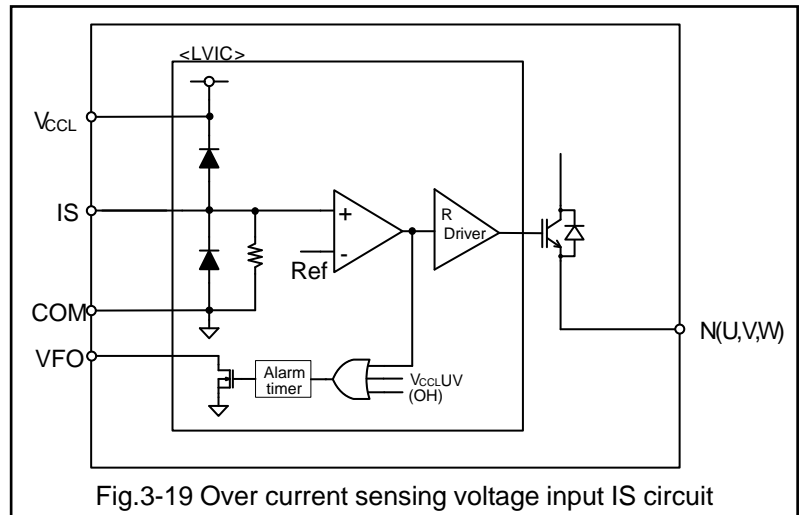 <LVIC>
VCCL
IS
COM
VFO
+
-
Ref
R
Driver
N(U,V,W)
Alarm
timer
VCCLUV
(OH)
Fig.3-19 Over current sensing voltage input IS circuit